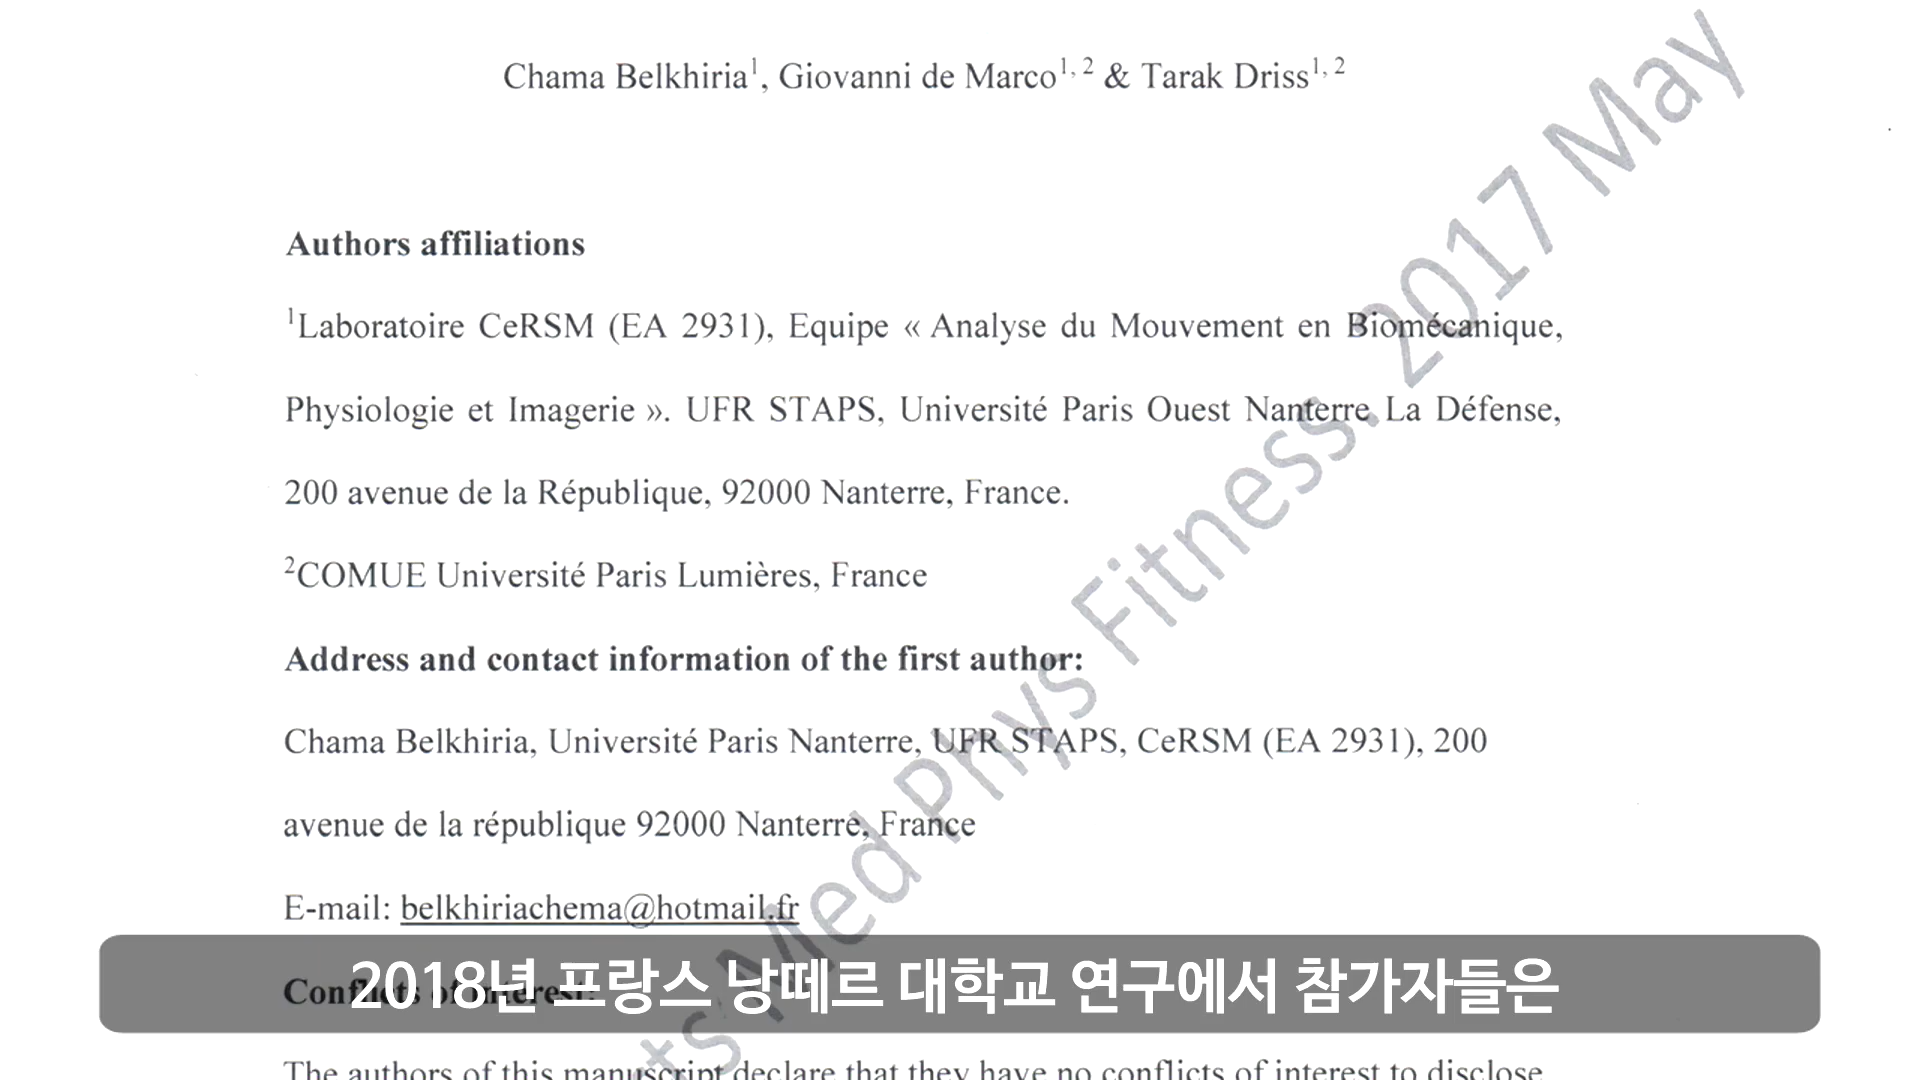 Chama Belkhiria¹, Giovanni de Marco¹,² & Tarak Driss¹,²
Authors affiliations
¹Laboratoire CeRSM (EA 2931), Equipe « Analyse du Mouvement en Biomécanique,
Physiologie et Imagerie ». UFR STAPS, Université Paris Ouest Nanterre La Défense,
200 avenue de la République, 92000 Nanterre, France.
²COMUE Université Paris Lumières, France
Address and contact information of the first author:
Chama Belkhiria, Université Paris Nanterre, UFR STAPS, CeRSM (EA 2931), 200
avenue de la république 92000 Nanterre, France
E-mail: belkhiriachema@hotmail.fr
Conflicts of interest:
2018년 프랑스 낭떼르 대학교 연구에서 참가자들은
The authors of this manuscript declare that they have no conflicts of interest to disclose
ts Med Phys Fitness. 2017 May